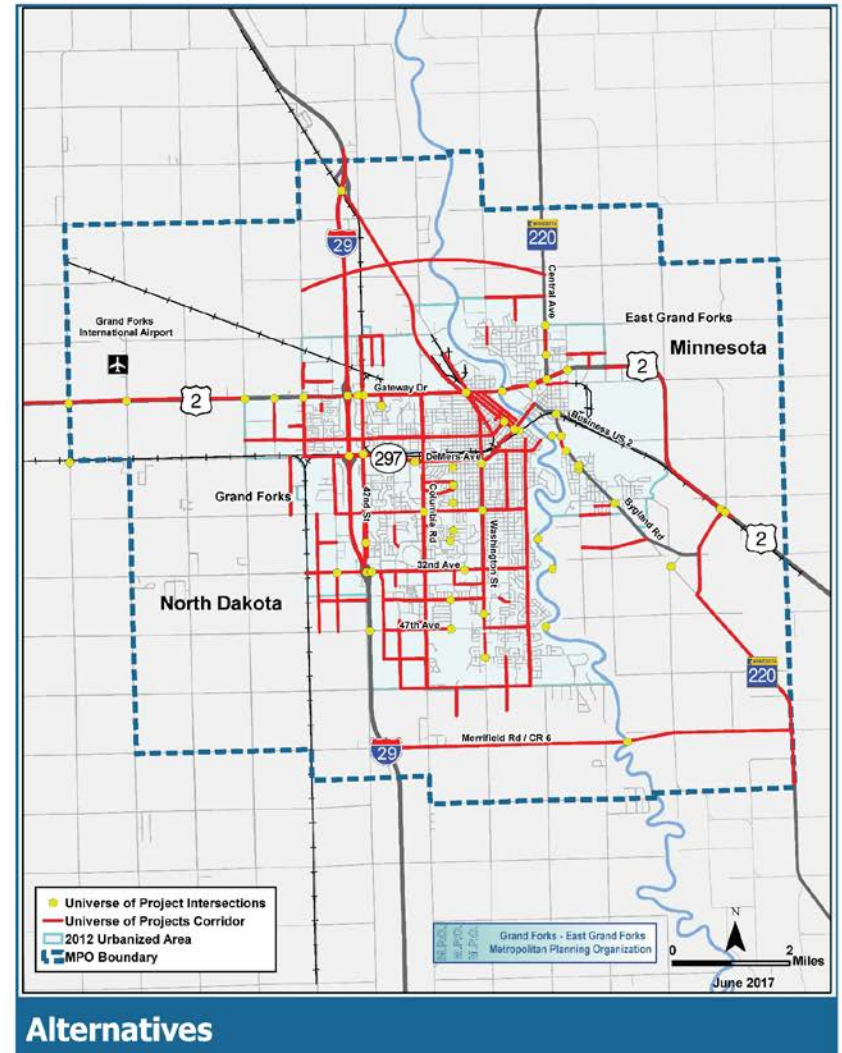 29
220
Central Ave
East Grand Forks
Minnesota
Grand Forks
International Airport
2
2
Gateway Dr
Business US 2
297
DeMers Ave
Grand Forks
42nd St
Columbia Rd
Washington St
Bygland Rd
2
32nd Ave
North Dakota
47th Ave
220
Merrifield Rd / CR 6
29
Universe of Project Intersections
Universe of Projects Corridor
2012 Urbanized Area
MPO Boundary
M.P.O.
M.P.O.
M.P.O.
Grand Forks - East Grand Forks
Metropolitan Planning Organization
N
0 2
Miles
June 2017
Alternatives